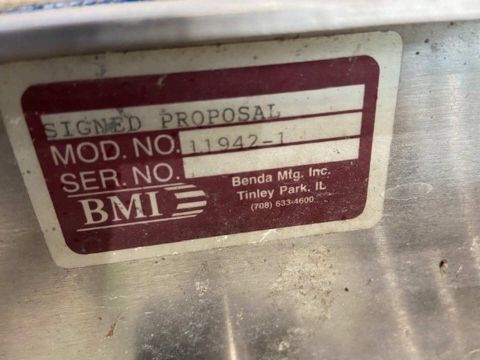 SIGNED PROPOSAL
MOD. NO. 11942-1
SER. NO.
BMI
Benda Mfg. Inc.
Tinley Park, IL
(708) 633-4600